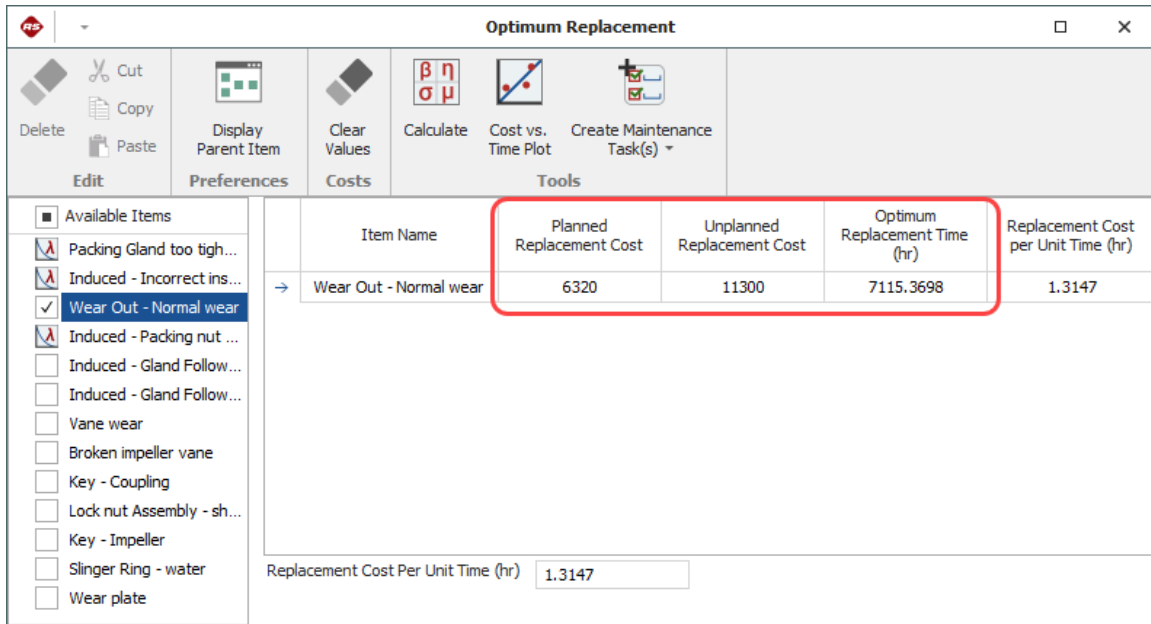 RS
Optimum Replacement
Delete
Cut
Copy
Paste
Edit
Display
Parent Item
Preferences
Clear
Values
Costs
β η
σ μ
Calculate
Cost vs.
Time Plot
Create Maintenance
Task(s)
Tools
Available Items
λ Packing Gland too tigh...
λ Induced - Incorrect ins...
Wear Out - Normal wear
λ Induced - Packing nut ...
Induced - Gland Follow...
Induced - Gland Follow...
Vane wear
Broken impeller vane
Key - Coupling
Lock nut Assembly - sh...
Key - Impeller
Slinger Ring - water
Wear plate
Item Name
Planned
Replacement Cost
Unplanned
Replacement Cost
Optimum
Replacement Time
(hr)
Replacement Cost
per Unit Time (hr)
Wear Out - Normal wear 6320 11300 7115.3698 1.3147
Replacement Cost Per Unit Time (hr) 1.3147